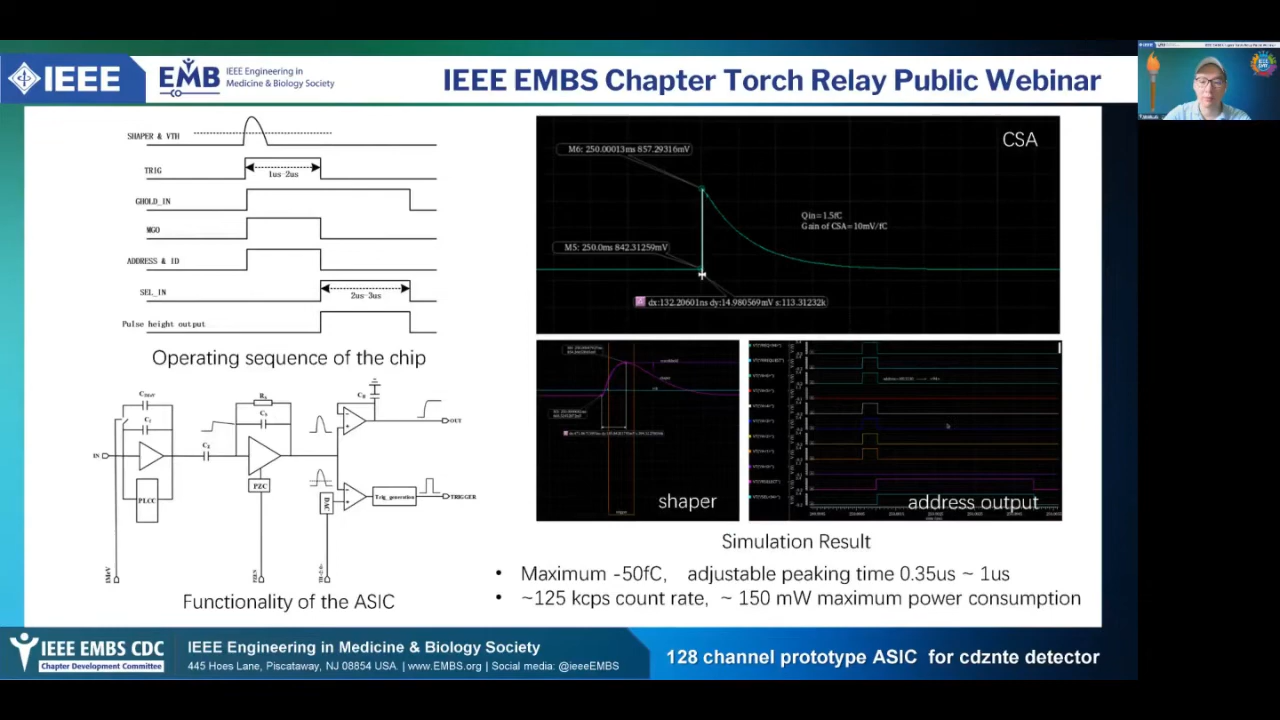 IEEE
EMB
IEEE Engineering in
Medicine & Biology Society
IEEE EMBS Chapter Torch Relay Public Webinar
SHAPER & VTH
TRIG
1us-2us
GHOLD_IN
MGO
ADDRESS & ID
SEL_IN
2us-3us
Pulse height output
Operating sequence of the chip
IN
PLCC
PZC
DAC
Trig_generation
OUT
TRIGGER
Functionality of the ASIC
CSA
M6: 250.00013ms 857.29316mV
Qin=1.5fC
Gain of CSA=10mV/fC
M5: 250.0ms 842.31259mV
dx:132.20601ns dy:14.980569mV s:113.31232k
shaper
address output
Simulation Result
• Maximum -50fC, adjustable peaking time 0.35us ~ 1us
• ~125 kcps count rate, ~ 150 mW maximum power consumption
IEEE EMBS CDC
Chapter Development Committee
IEEE Engineering in Medicine & Biology Society
445 Hoes Lane, Piscataway, NJ 08854 USA | www.EMBS.org | Social media: @ieeeEMBS
128 channel prototype ASIC for cdznte detector